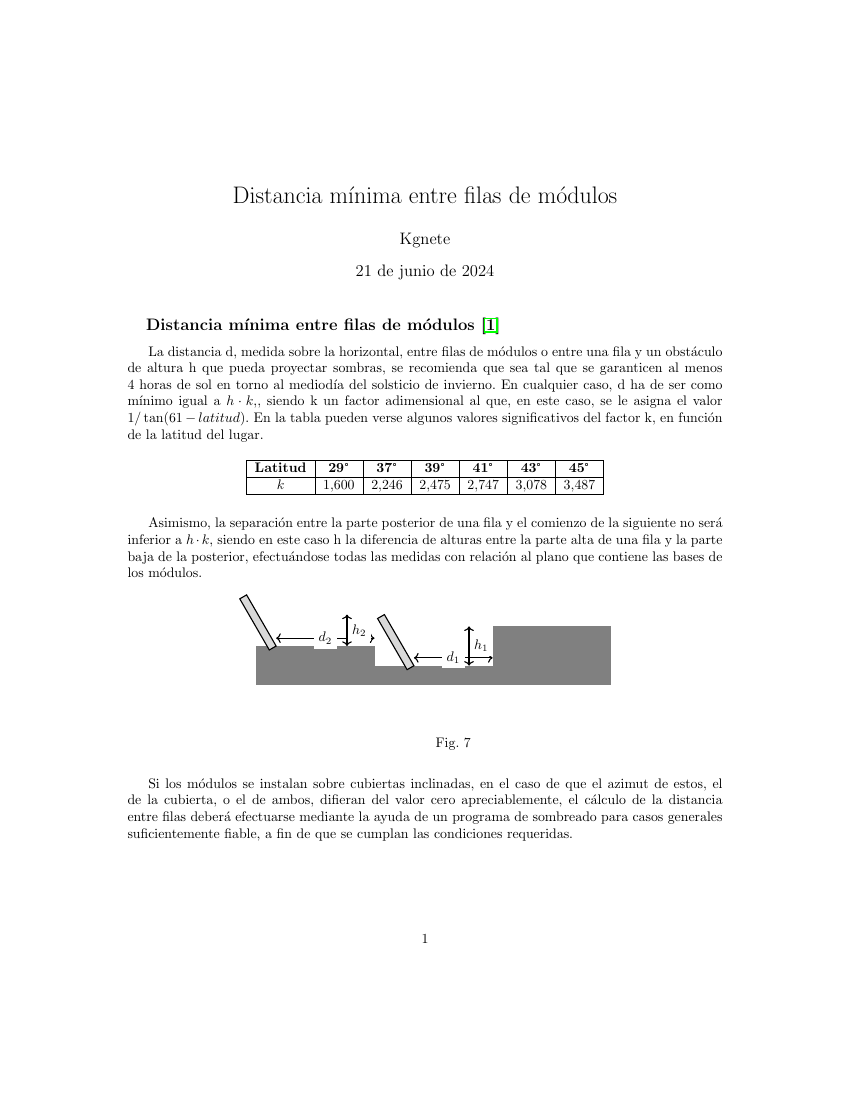 Distancia mínima entre filas de módulos
Kgnete
21 de junio de 2024
Distancia mínima entre filas de módulos [1]
La distancia d, medida sobre la horizontal, entre filas de módulos o entre una fila y un obstáculo
de altura h que pueda proyectar sombras, se recomienda que sea tal que se garanticen al menos
4 horas de sol en torno al mediodía del solsticio de invierno. En cualquier caso, d ha de ser como
mínimo igual a h · k,, siendo k un factor adimensional al que, en este caso, se le asigna el valor
1/ tan(61 − latitud). En la tabla pueden verse algunos valores significativos del factor k, en función
de la latitud del lugar.
Latitud 29° 37° 39° 41° 43° 45°
k 1,600 2,246 2,475 2,747 3,078 3,487
Asimismo, la separación entre la parte posterior de una fila y el comienzo de la siguiente no será
inferior a h · k, siendo en este caso h la diferencia de alturas entre la parte alta de una fila y la parte
baja de la posterior, efectuándose todas las medidas con relación al plano que contiene las bases de
los módulos.
d2 h2
d1 h1
Fig. 7
Si los módulos se instalan sobre cubiertas inclinadas, en el caso de que el azimut de estos, el
de la cubierta, o el de ambos, difieran del valor cero apreciablemente, el cálculo de la distancia
entre filas deberá efectuarse mediante la ayuda de un programa de sombreado para casos generales
suficientemente fiable, a fin de que se cumplan las condiciones requeridas.
1